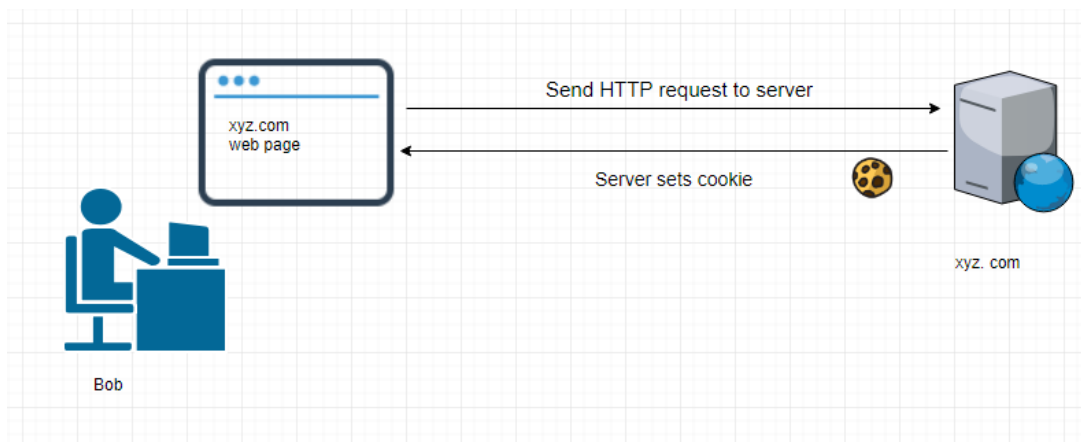 Send HTTP request to server
xyz.com
web page
Server sets cookie
xyz. com
Bob